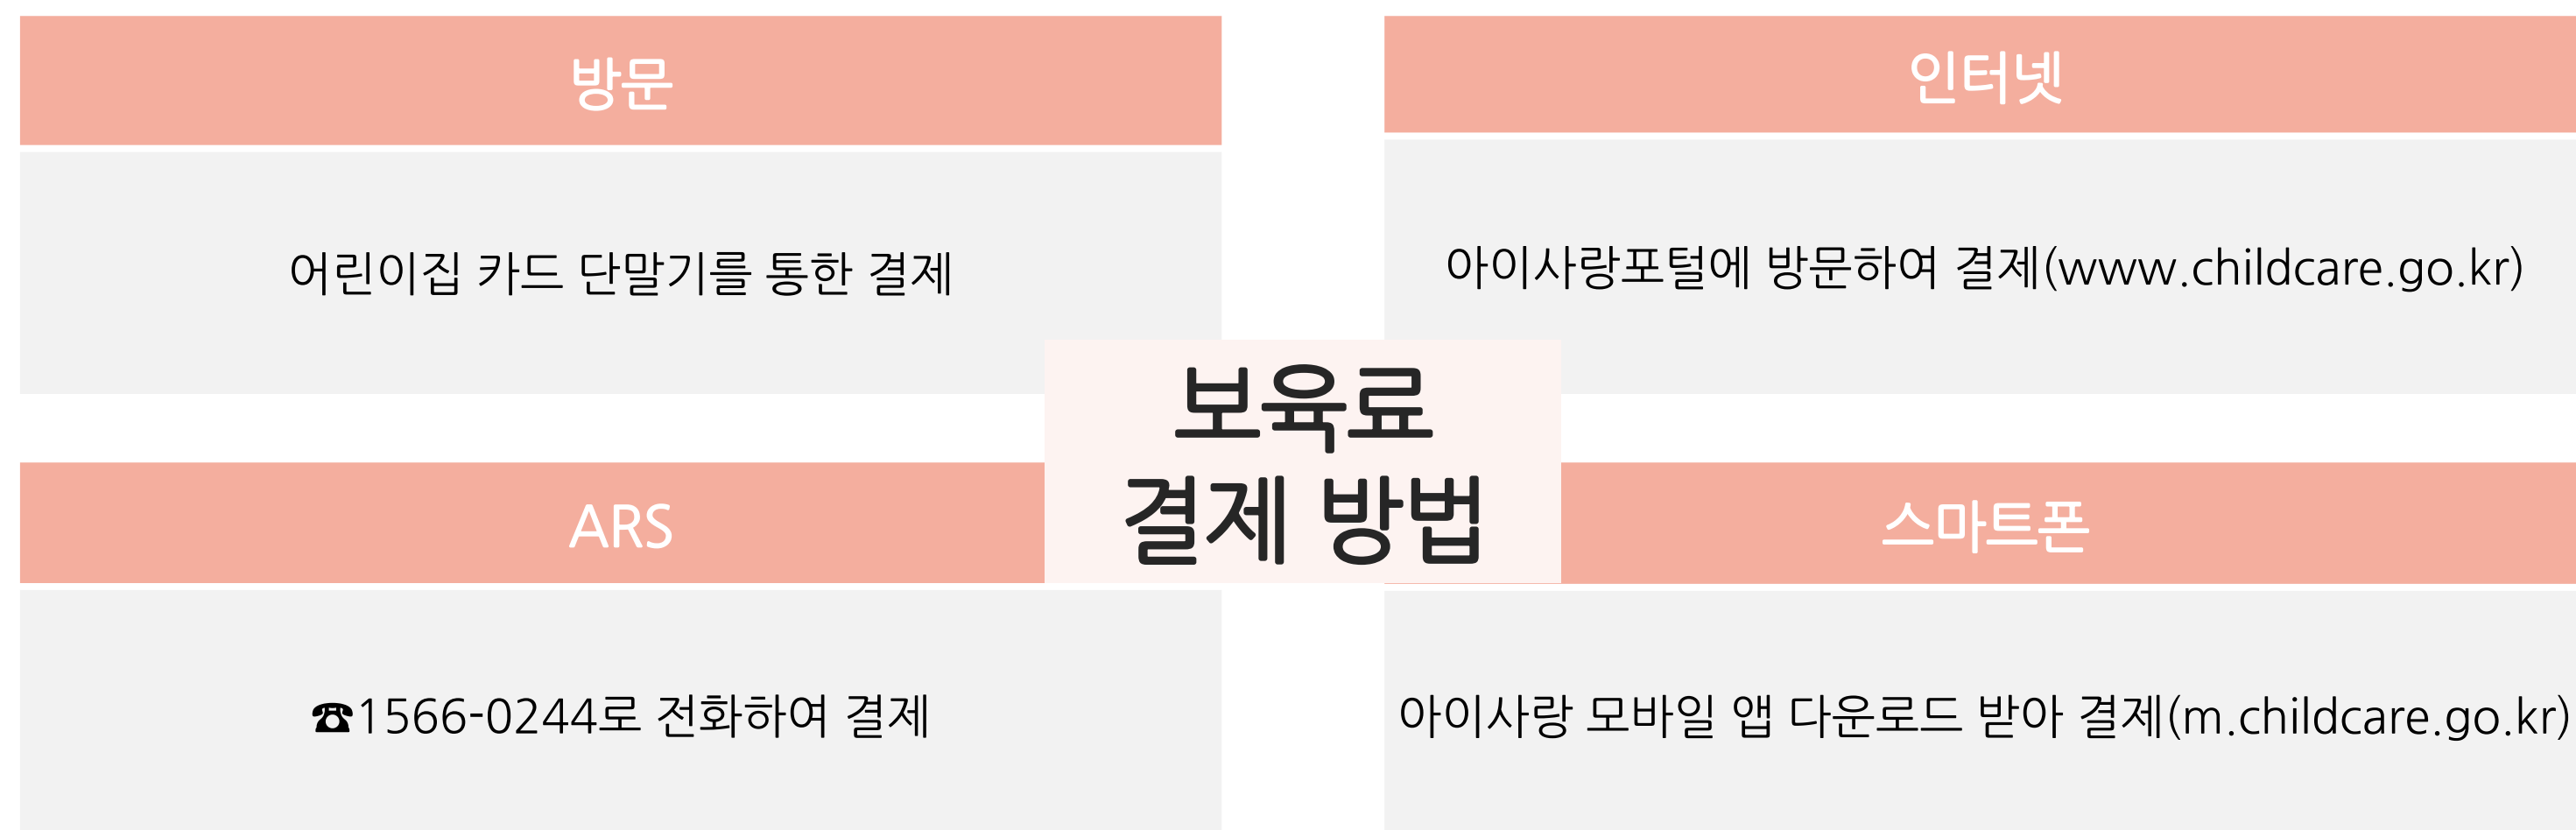 방문
어린이집 카드 단말기를 통한 결제
인터넷
아이사랑포털에 방문하여 결제(www.childcare.go.kr)
보육료
결제 방법
ARS
☎1566-0244로 전화하여 결제
스마트폰
아이사랑 모바일 앱 다운로드 받아 결제(m.childcare.go.kr)